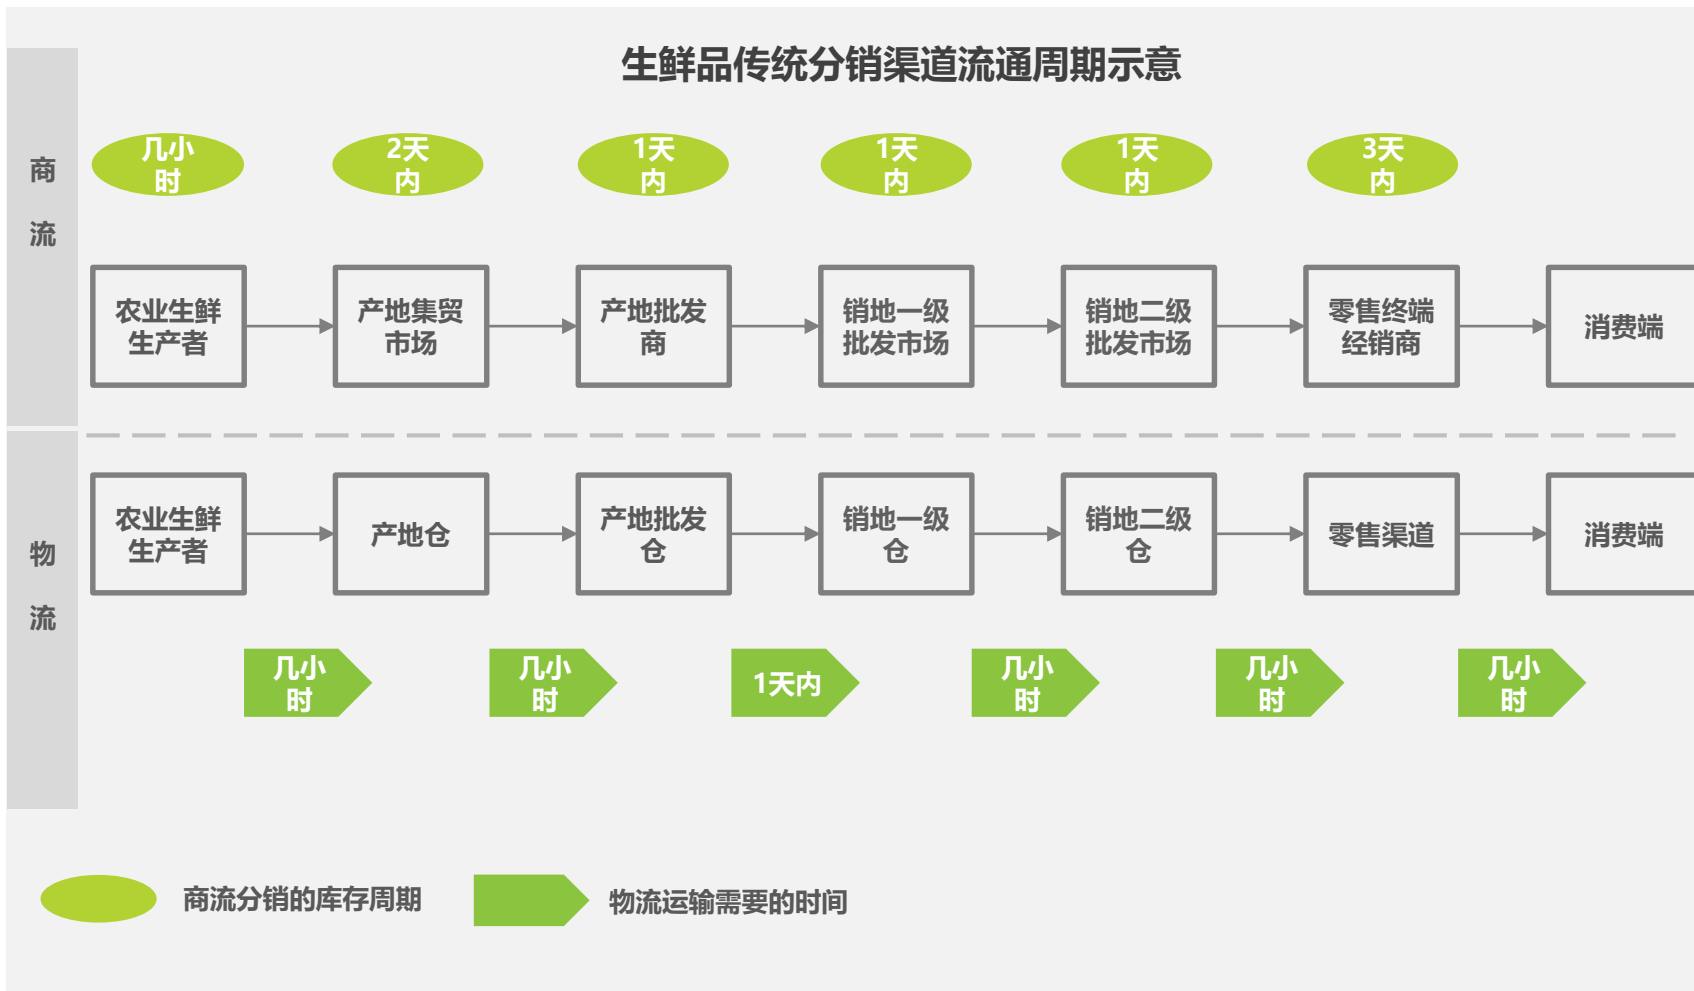 生鲜品传统分销渠道流通周期示意
商
流
几小
时
2天
内
1天
内
1天
内
1天
内
3天
内
农业生鲜
生产者
产地集贸
市场
产地批发
商
销地一级
批发市场
销地二级
批发市场
零售终端
经销商
消费端
物
流
农业生鲜
生产者
产地仓
产地批发
仓
销地一级
仓
销地二级
仓
零售渠道
消费端
几小
时
几小
时
1天内
几小
时
几小
时
几小
时
商流分销的库存周期
物流运输需要的时间